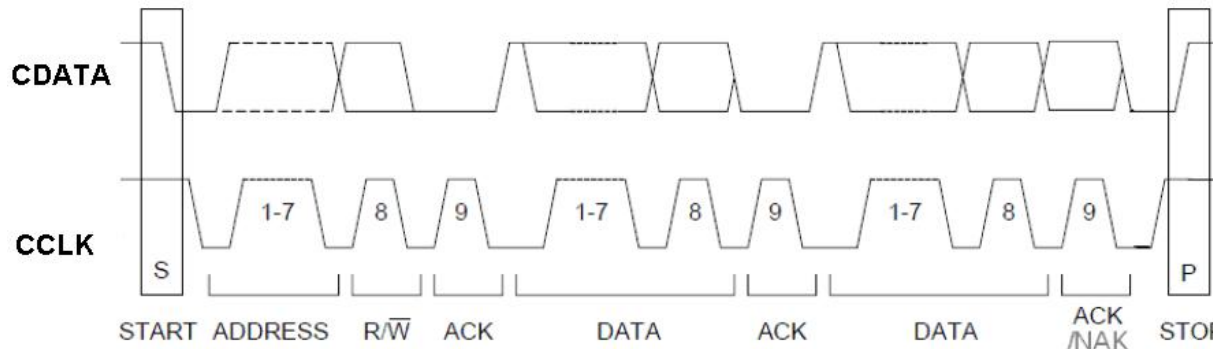 CDATA
1-7 8 9 1-7 8 9 1-7 8 9
CCLK
S P
START ADDRESS R/W̅ ACK DATA ACK DATA ACK
/NAK STOP